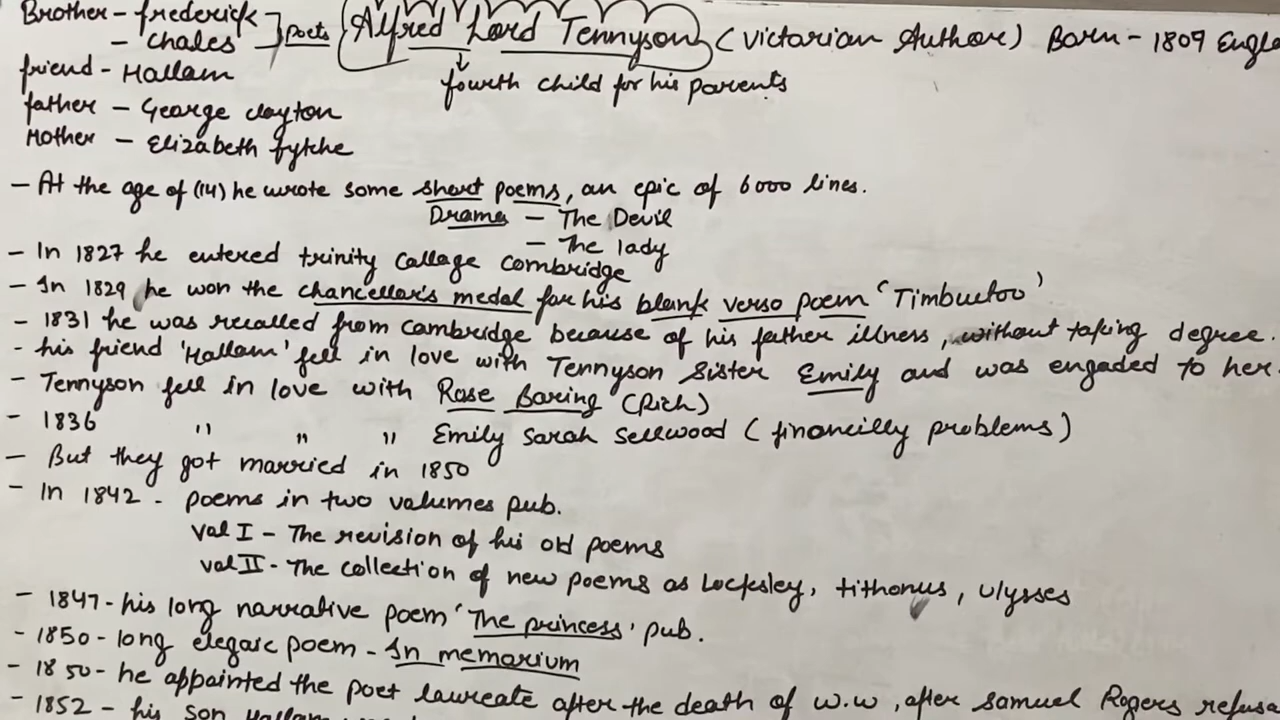 Brother - frederick ] Poets Alfred Lord Tennyson (Victorian Author) Born - 1809 Engla
- Chales
friend - Hallam fourth child for his parents
father - George clayton
Mother - Elizabeth fytche
- At the age of (14) he wrote some short poems, an epic of 6000 lines.
Drama - The Devil
- The lady
- In 1827 he entered trinity Callage Combridge
- In 1829 he won the chancellar's medal for his blank verso poem 'Timbuctoo'
- 1831 he was recalled from Cambridge because of his father illness, without taking degree.
- his friend 'Hallam' fell in love with Tennyson Sister Emily and was engaded to her.
- Tennyson fell in love with Rose Baring (Rich)
- 1836 " " " Emily Sarah Sellwood (financilly problems)
- But they got married in 1850
- In 1842 - poems in two valumes pub.
val I - The revision of his old poems
val II - The collection of new poems as Locksley, tithonus, ulysses
- 1847 - his long narrative poem 'The princess' pub.
- 1850 - long elegaic poem - In memorium
- 1850 - he appainted the poet laureate after the death of w.w, after Samuel Rogers refusa
- 1852 - his son Hallam